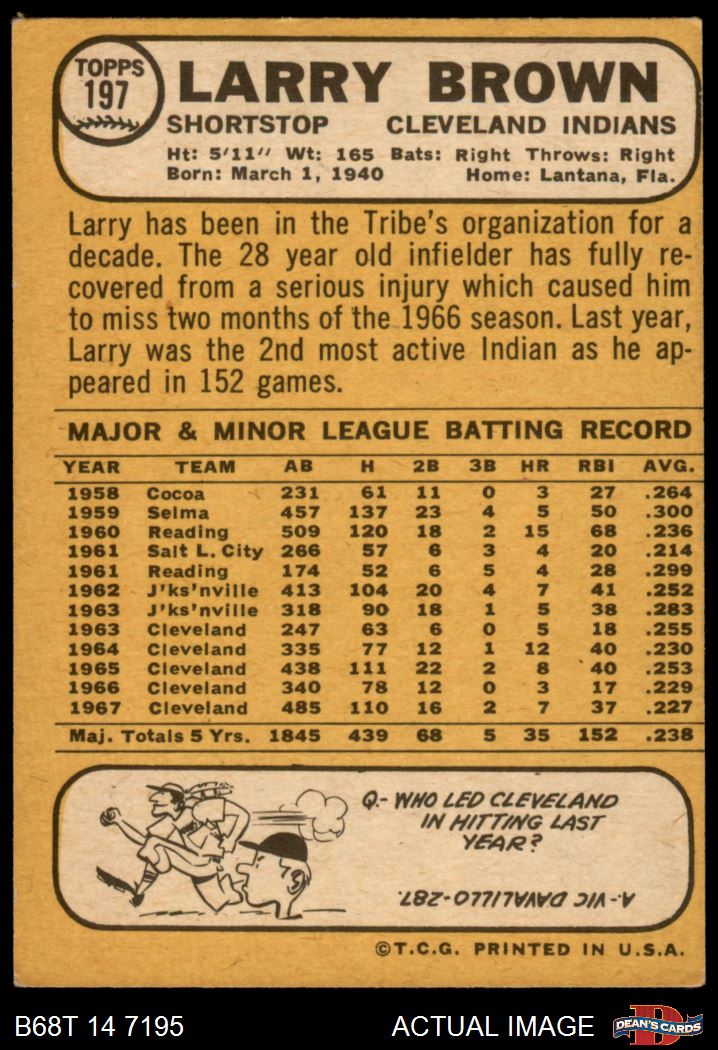 TOPPS
197
LARRY BROWN
SHORTSTOP CLEVELAND INDIANS
Ht: 5'11" Wt: 165 Bats: Right Throws: Right
Born: March 1, 1940 Home: Lantana, Fla.
Larry has been in the Tribe's organization for a
decade. The 28 year old infielder has fully re-
covered from a serious injury which caused him
to miss two months of the 1966 season. Last year,
Larry was the 2nd most active Indian as he ap-
peared in 152 games.
MAJOR & MINOR LEAGUE BATTING RECORD
YEAR TEAM AB H 2B 3B HR RBI AVG.
1958 Cocoa 231 61 11 0 3 27 .264
1959 Selma 457 137 23 4 5 50 .300
1960 Reading 509 120 18 2 15 68 .236
1961 Salt L. City 266 57 6 3 4 20 .214
1961 Reading 174 52 6 5 4 28 .299
1962 J'ks'nville 413 104 20 4 7 41 .252
1963 J'ks'nville 318 90 18 1 5 38 .283
1963 Cleveland 247 63 6 0 5 18 .255
1964 Cleveland 335 77 12 1 12 40 .230
1965 Cleveland 438 111 22 2 8 40 .253
1966 Cleveland 340 78 12 0 3 17 .229
1967 Cleveland 485 110 16 2 7 37 .227
Maj. Totals 5 Yrs. 1845 439 68 5 35 152 .238
Q.- WHO LED CLEVELAND
IN HITTING LAST
YEAR?
A.-VIC DAVALILLO-287.
©T.C.G. PRINTED IN U.S.A.
B68T 14 7195 ACTUAL IMAGE D DEAN'S CARDS